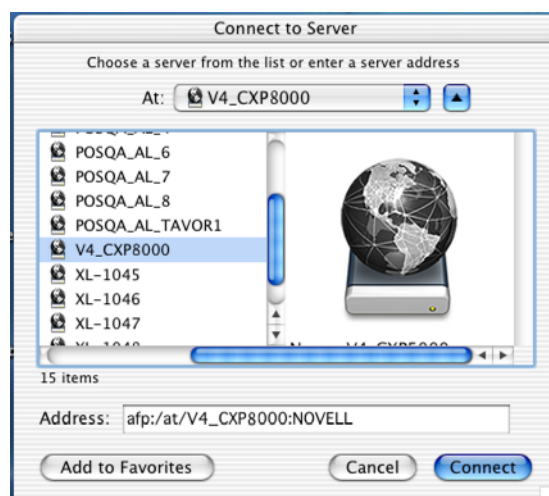 Connect to Server
Choose a server from the list or enter a server address
At: V4_CXP8000
POSQA_AL_6
POSQA_AL_7
POSQA_AL_8
POSQA_AL_TAVOR1
V4_CXP8000
XL-1045
XL-1046
XL-1047
15 items
Address: afp:/at/V4_CXP8000:NOVELL
Add to Favorites
Cancel
Connect